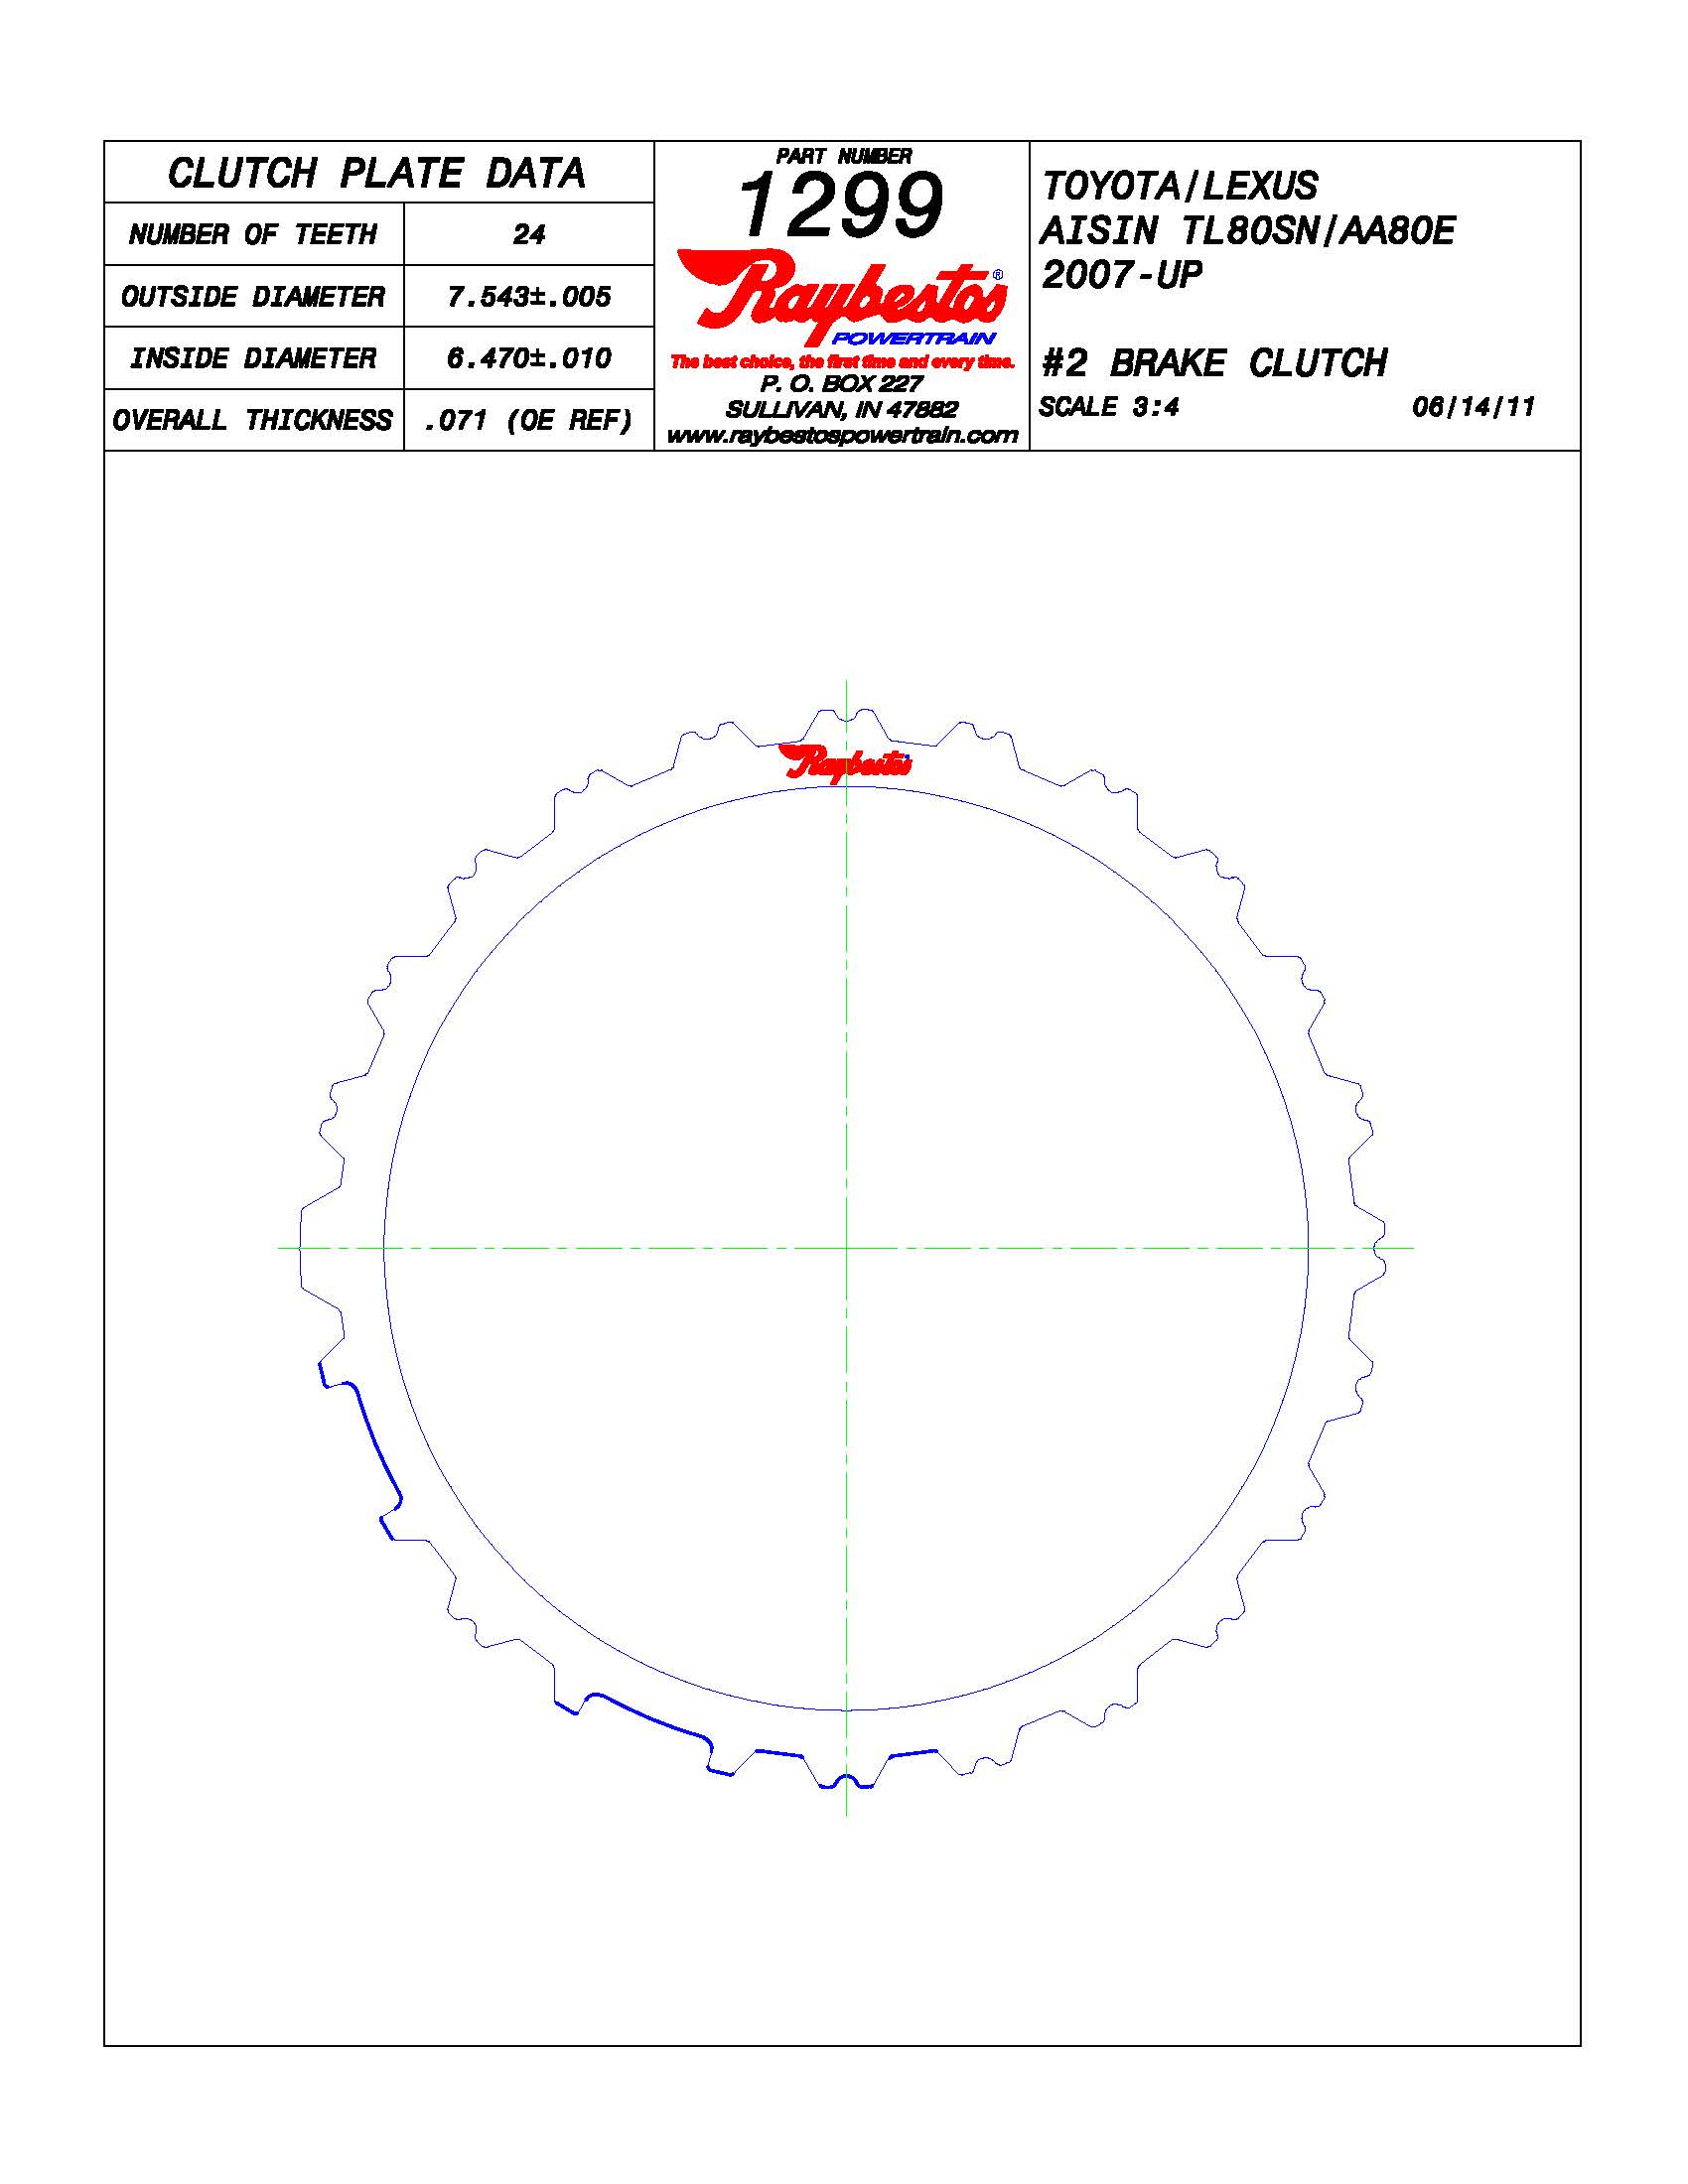 CLUTCH PLATE DATA
NUMBER OF TEETH 24
OUTSIDE DIAMETER 7.543±.005
INSIDE DIAMETER 6.470±.010
OVERALL THICKNESS .071 (OE REF)
PART NUMBER
1299
Raybestos®
POWERTRAIN
The best choice, the first time and every time.
P. O. BOX 227
SULLIVAN, IN 47882
www.raybestospowertrain.com
TOYOTA/LEXUS
AISIN TL80SN/AA80E
2007-UP
#2 BRAKE CLUTCH
SCALE 3:4 06/14/11
Raybestos